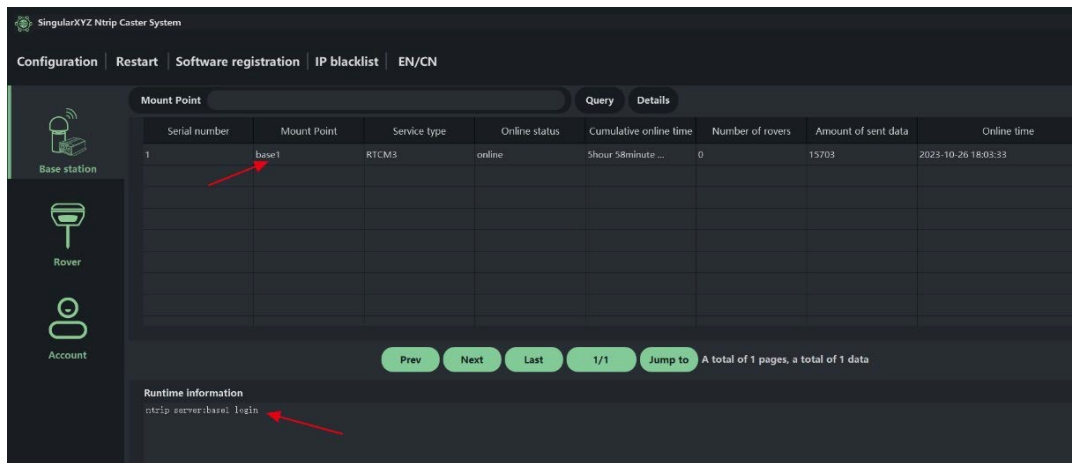 SingularXYZ Ntrip Caster System
Configuration Restart Software registration IP blacklist EN/CN
Mount Point Query Details
Serial number Mount Point Service type Online status Cumulative online time Number of rovers Amount of sent data Online time
1 base1 RTCM3 online 5hour 58minute ... 0 15703 2023-10-26 18:03:33
Base station
Rover
Account
Prev Next Last 1/1 Jump to A total of 1 pages, a total of 1 data
Runtime information
ntrip server:base1 login